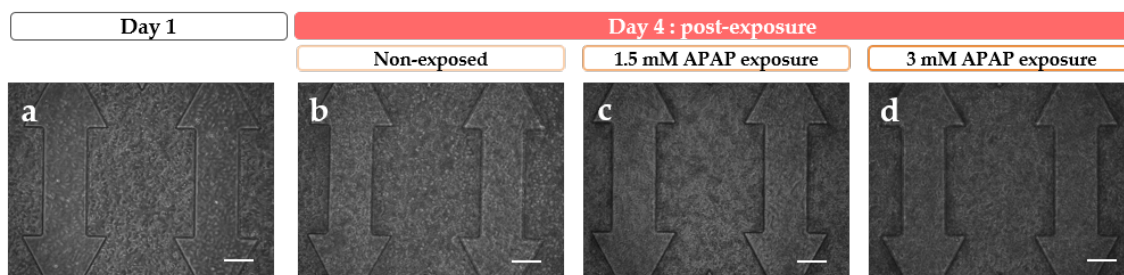 Day 1
Day 4 : post-exposure
Non-exposed
1.5 mM APAP exposure
3 mM APAP exposure
a
b
c
d